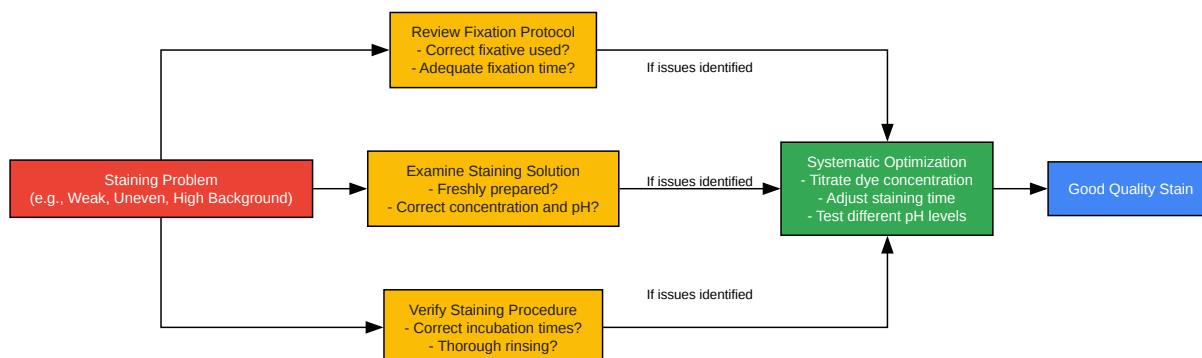 Review Fixation Protocol
- Correct fixative used?
- Adequate fixation time?
If issues identified
Staining Problem
(e.g., Weak, Uneven, High Background)
Examine Staining Solution
- Freshly prepared?
- Correct concentration and pH?
If issues identified
Systematic Optimization
- Titrate dye concentration
- Adjust staining time
- Test different pH levels
Good Quality Stain
Verify Staining Procedure
- Correct incubation times?
- Thorough rinsing?
If issues identified